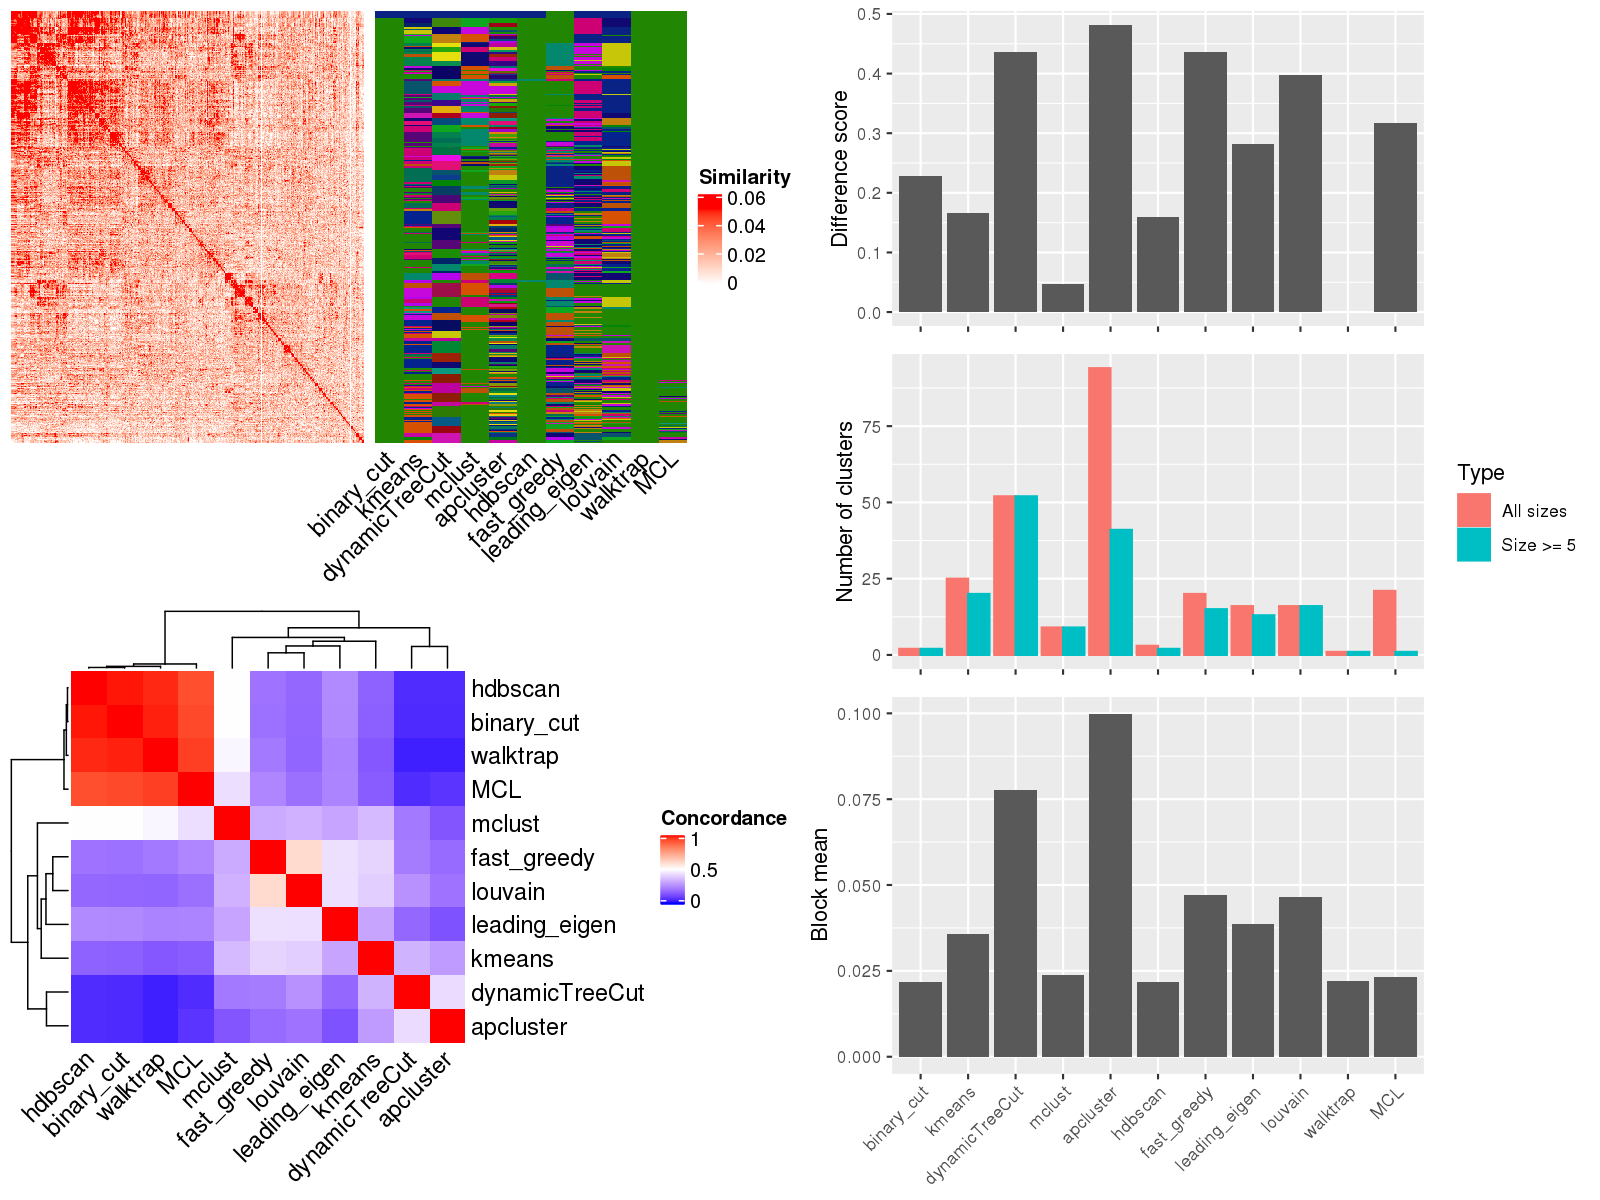 Similarity
0.06
0.04
0.02
0
binary_cut
kmeans
dynamicTreeCut
mclust
apcluster
hdbscan
fast_greedy
leading_eigen
louvain
walktrap
MCL
hdbscan
binary_cut
walktrap
MCL
mclust
fast_greedy
louvain
leading_eigen
kmeans
dynamicTreeCut
apcluster
Concordance
1
0.5
0
hdbscan
binary_cut
walktrap
MCL
mclust
fast_greedy
louvain
leading_eigen
kmeans
dynamicTreeCut
apcluster
Difference score
0.5
0.4
0.3
0.2
0.1
0.0
Number of clusters
75
50
25
0
Type
All sizes
Size >= 5
Block mean
0.100
0.075
0.050
0.025
0.000
binary_cut
kmeans
dynamicTreeCut
mclust
apcluster
hdbscan
fast_greedy
leading_eigen
louvain
walktrap
MCL